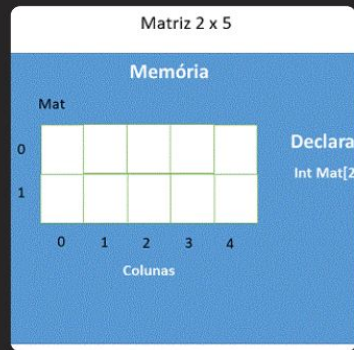 Matriz 2 x 5
Memória
Mat
0
Declara
1
Int Mat[2
0 1 2 3 4
Colunas